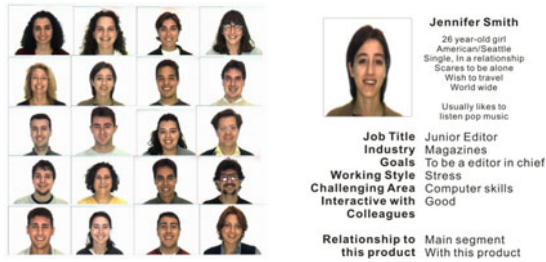 Jennifer Smith
26 year-old girl
American/Seattle
Single, In a relationship
Scares to be alone
Wish to travel
World wide
Usually likes to
listen pop music
Job Title Junior Editor
Industry Magazines
Goals To be a editor in chief
Working Style Stress
Challenging Area Computer skills
Interactive with Good
Colleagues
Relationship to Main segment
this product With this product